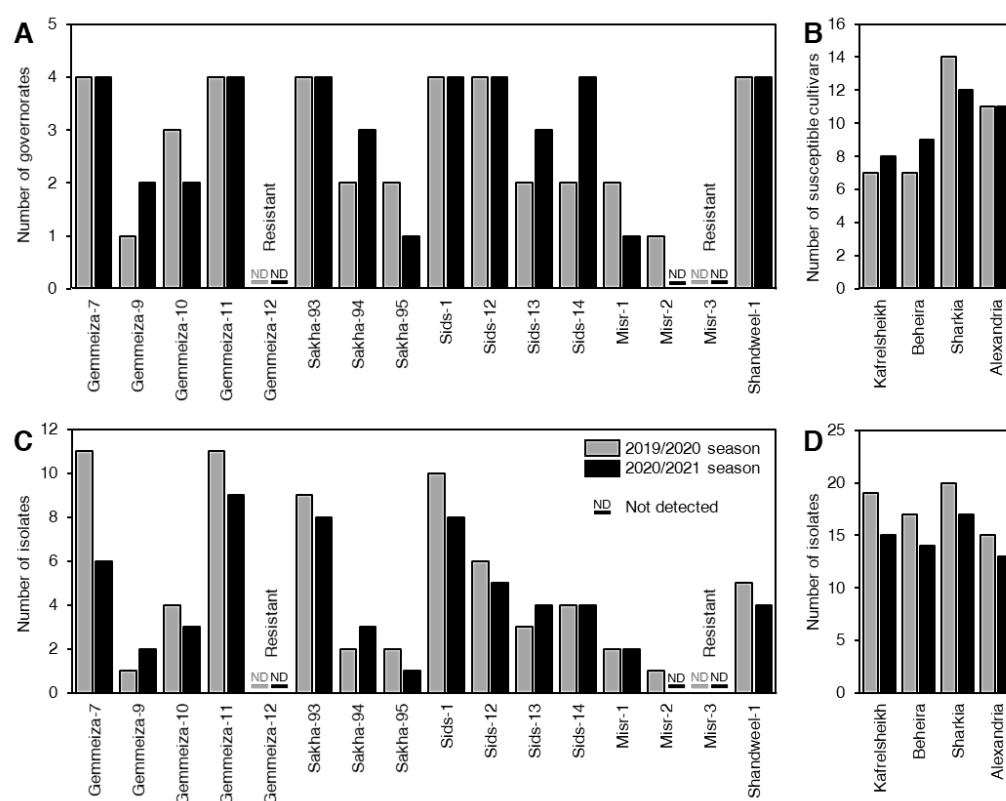 A
Number of governorates
5
4
3
2
1
0
ND ND
Resistant
ND
ND ND
Resistant
Gemmeiza-7
Gemmeiza-9
Gemmeiza-10
Gemmeiza-11
Gemmeiza-12
Sakha-93
Sakha-94
Sakha-95
Sids-1
Sids-12
Sids-13
Sids-14
Misr-1
Misr-2
Misr-3
Shandweel-1
B
Number of susceptible cultivars
16
14
12
10
8
6
4
2
0
Kafrelsheikh
Beheira
Sharkia
Alexandria
C
Number of isolates
12
10
8
6
4
2
0
2019/2020 season
2020/2021 season
ND Not detected
ND ND
Resistant
ND
ND ND
Resistant
Gemmeiza-7
Gemmeiza-9
Gemmeiza-10
Gemmeiza-11
Gemmeiza-12
Sakha-93
Sakha-94
Sakha-95
Sids-1
Sids-12
Sids-13
Sids-14
Misr-1
Misr-2
Misr-3
Shandweel-1
D
Number of isolates
25
20
15
10
5
0
Kafrelsheikh
Beheira
Sharkia
Alexandria